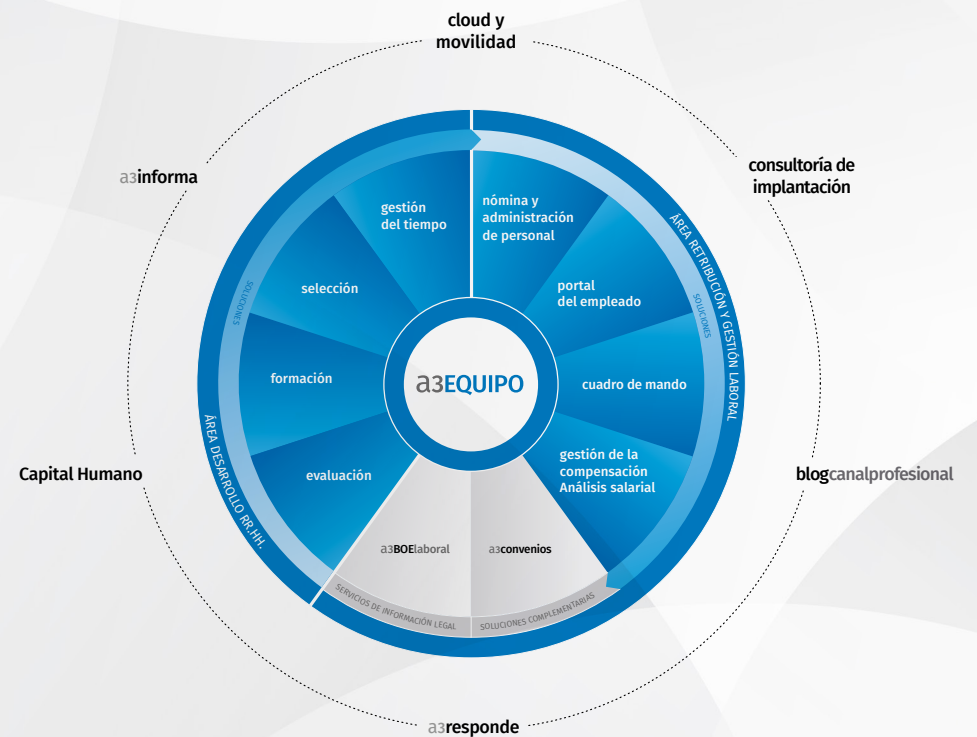 cloud y
movilidad
a3informa
consultoría de
implantación
gestión
del tiempo
nómina y
administración
de personal
ÁREA RETRIBUCIÓN Y GESTIÓN LABORAL
SOLUCIONES
selección
portal
del empleado
SOLUCIONES
formación
a3EQUIPO
cuadro de mando
ÁREA DESARROLLO RR.HH.
evaluación
gestión de la
compensación
Análisis salarial
Capital Humano
blogcanalprofesional
a3BOElaboral
a3convenios
SERVICIOS DE INFORMACIÓN LEGAL
SOLUCIONES COMPLEMENTARIAS
a3responde